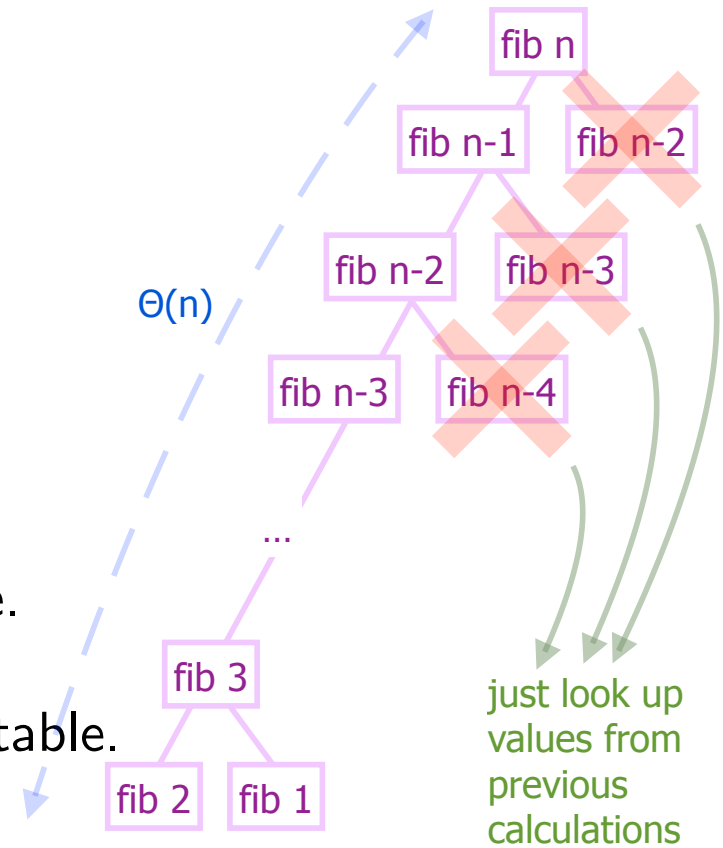 fib n
fib n-1
fib n-2
fib n-2
fib n-3
Θ(n)
fib n-3
fib n-4
...
e.
fib 3
table.
fib 2
fib 1
just look up
values from
previous
calculations